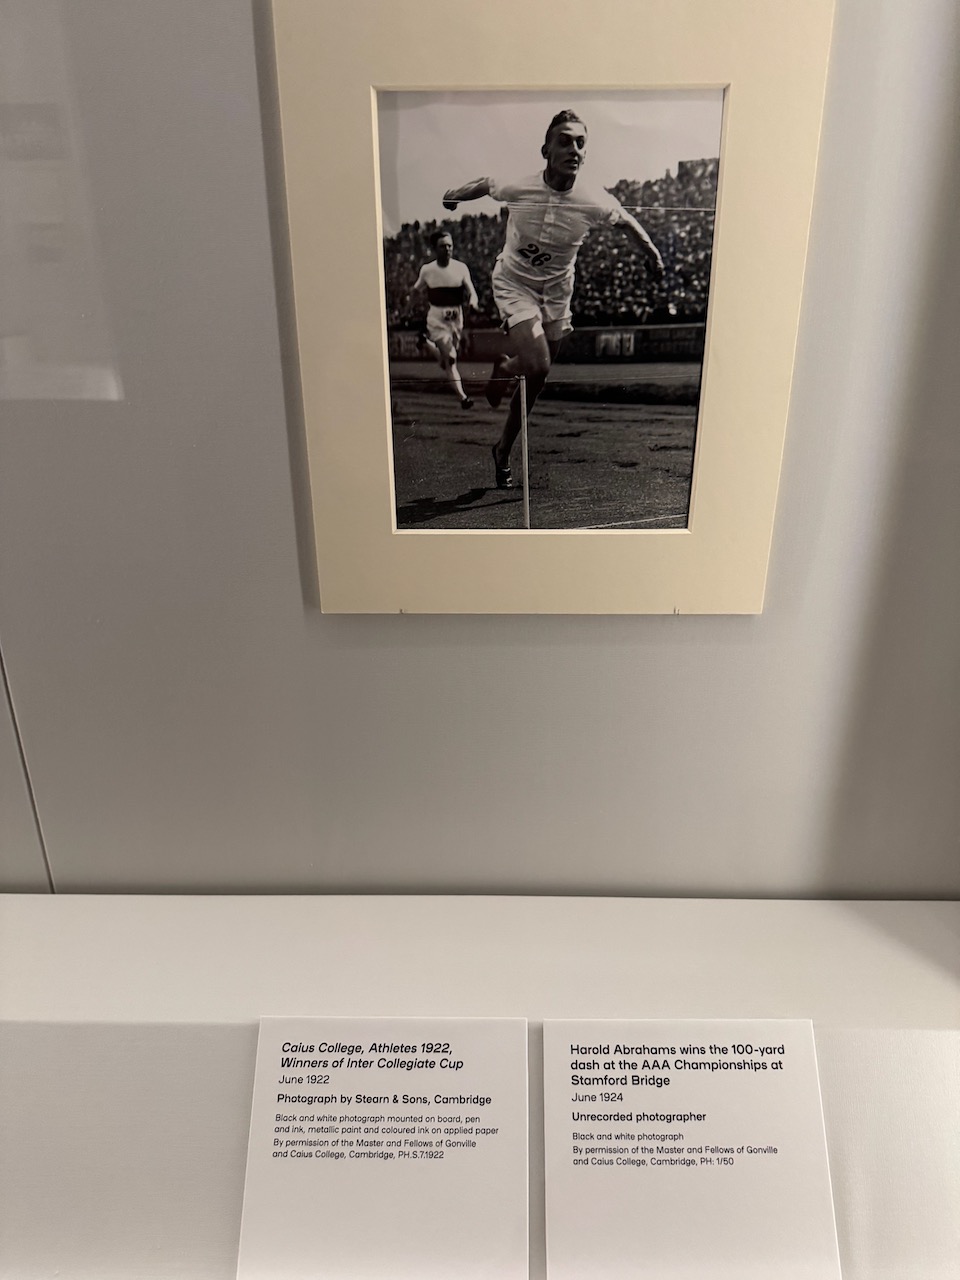 26
Caius College, Athletes 1922,
Winners of Inter Collegiate Cup
June 1922
Photograph by Stearn & Sons, Cambridge
Black and white photograph mounted on board, pen
and ink, metallic paint and coloured ink on applied paper
By permission of the Master and Fellows of Gonville
and Caius College, Cambridge, PH.S.7.1922
Harold Abrahams wins the 100-yard
dash at the AAA Championships at
Stamford Bridge
June 1924
Unrecorded photographer
Black and white photograph
By permission of the Master and Fellows of Gonville
and Caius College, Cambridge, PH: 1/50